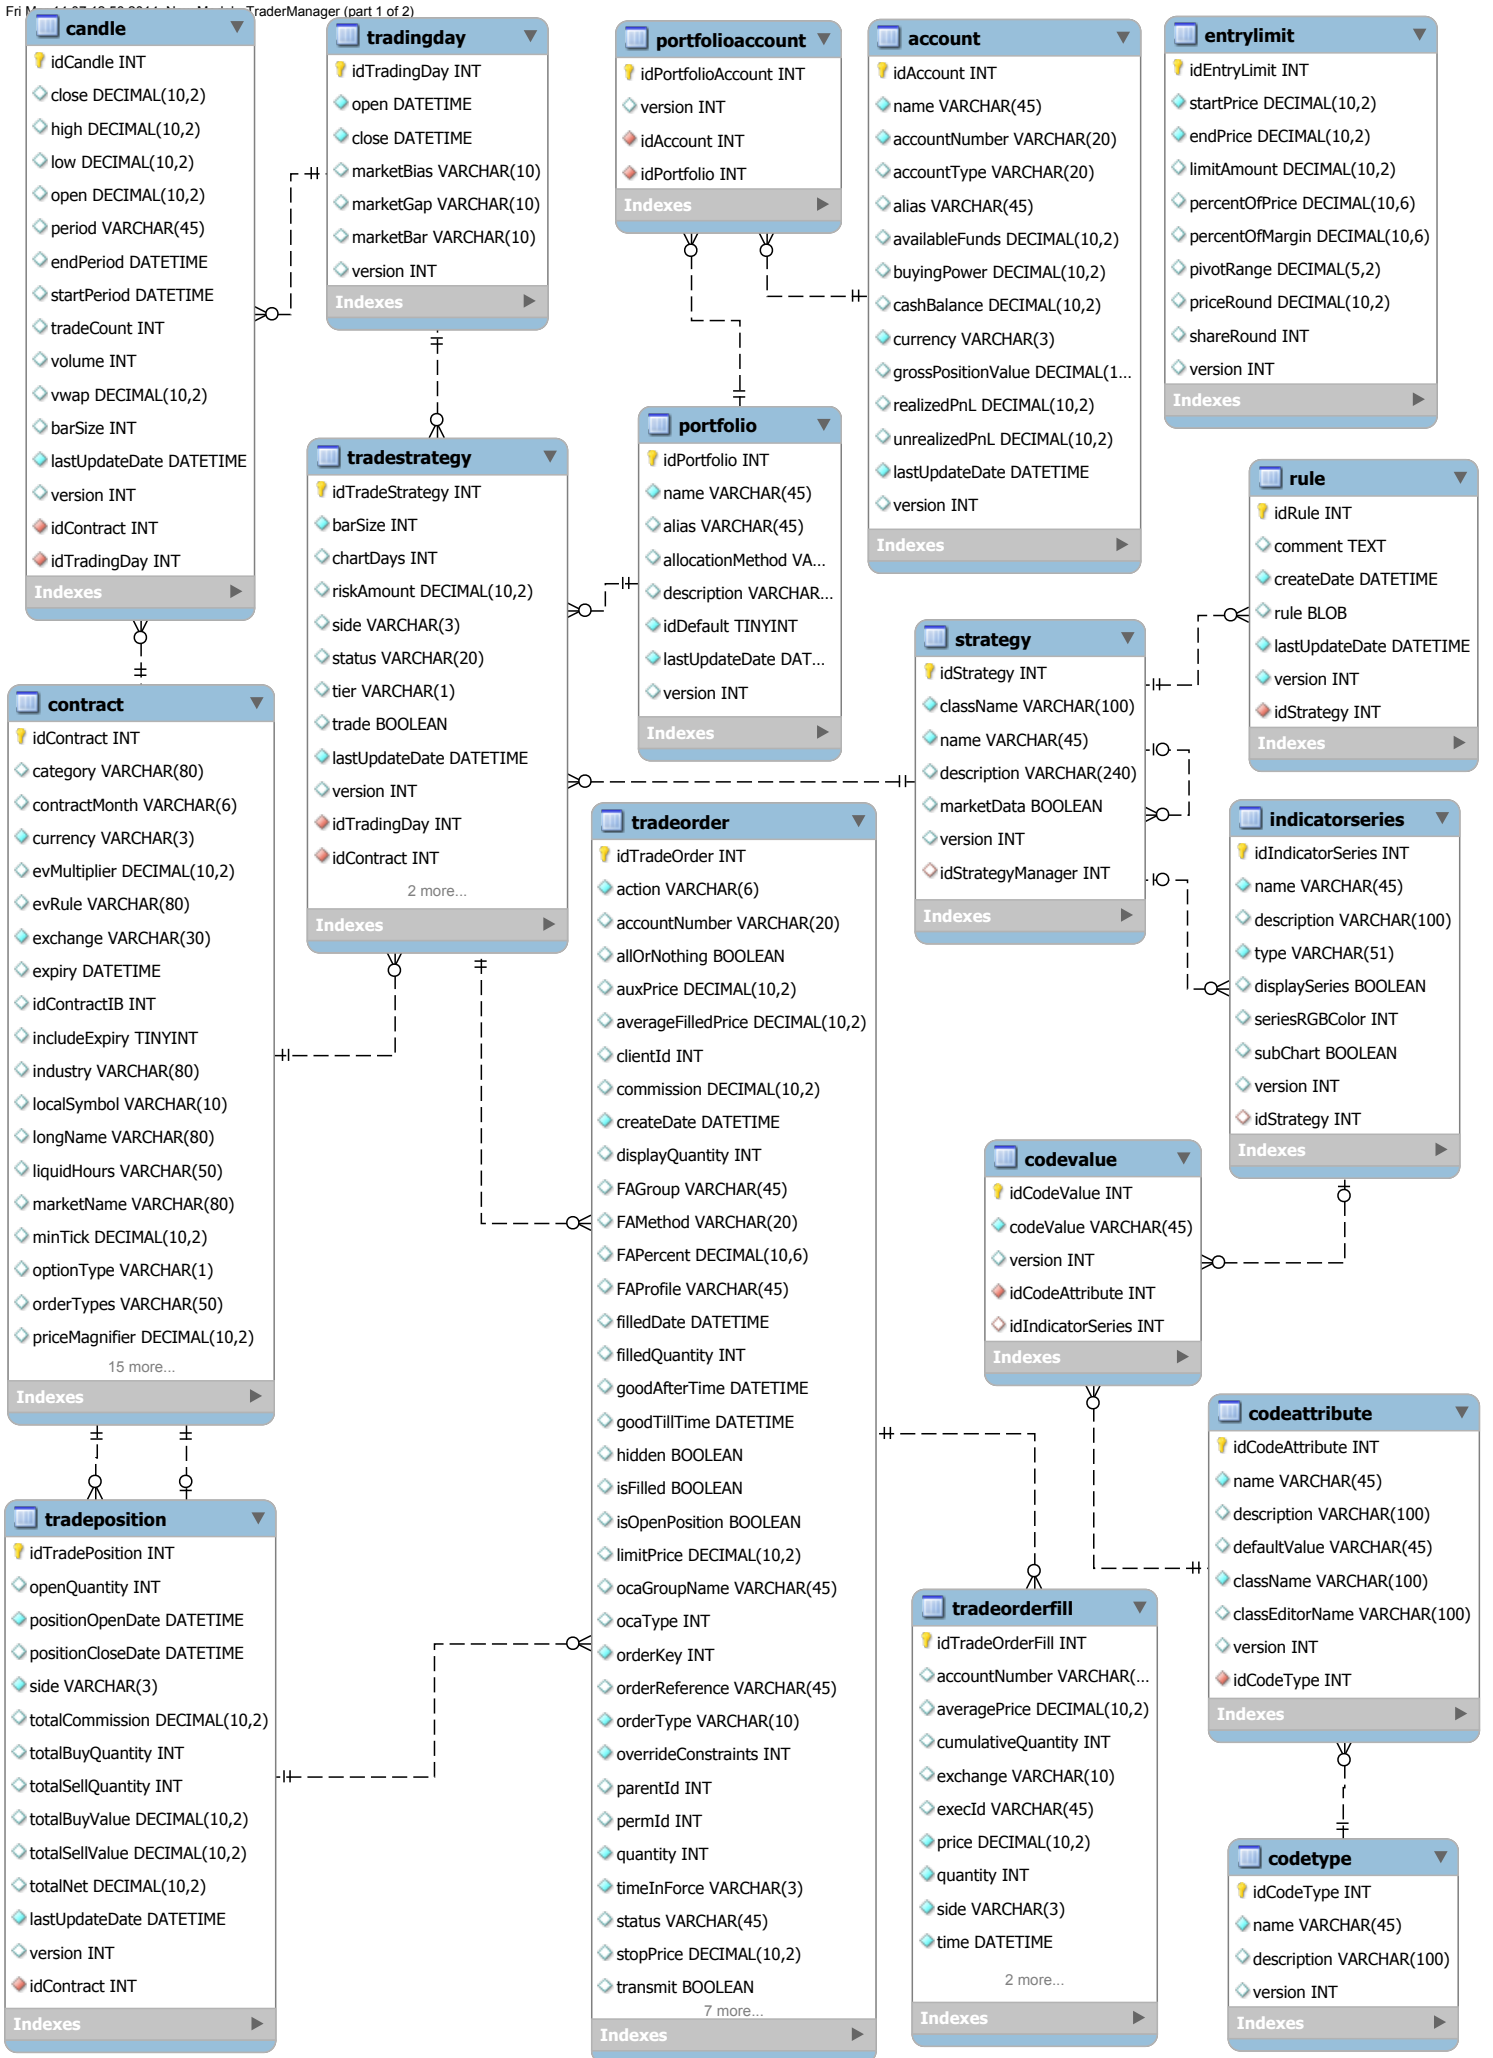 TraderManager (part 1 of 2)
candle
idCandle INT
close DECIMAL(10,2)
high DECIMAL(10,2)
low DECIMAL(10,2)
open DECIMAL(10,2)
period VARCHAR(45)
endPeriod DATETIME
startPeriod DATETIME
tradeCount INT
volume INT
vwap DECIMAL(10,2)
barSize INT
lastUpdateDate DATETIME
version INT
idContract INT
idTradingDay INT
Indexes
tradingday
idTradingDay INT
open DATETIME
close DATETIME
marketBias VARCHAR(10)
marketGap VARCHAR(10)
marketBar VARCHAR(10)
version INT
Indexes
portfolioaccount
idPortfolioAccount INT
version INT
idAccount INT
idPortfolio INT
Indexes
account
idAccount INT
name VARCHAR(45)
accountNumber VARCHAR(20)
accountType VARCHAR(20)
alias VARCHAR(45)
availableFunds DECIMAL(10,2)
buyingPower DECIMAL(10,2)
cashBalance DECIMAL(10,2)
currency VARCHAR(3)
grossPositionValue DECIMAL(1...
realizedPnL DECIMAL(10,2)
unrealizedPnL DECIMAL(10,2)
lastUpdateDate DATETIME
version INT
Indexes
entrylimit
idEntryLimit INT
startPrice DECIMAL(10,2)
endPrice DECIMAL(10,2)
limitAmount DECIMAL(10,2)
percentOfPrice DECIMAL(10,6)
percentOfMargin DECIMAL(10,6)
pivotRange DECIMAL(5,2)
priceRound DECIMAL(10,2)
shareRound INT
version INT
Indexes
tradestrategy
idTradeStrategy INT
barSize INT
chartDays INT
riskAmount DECIMAL(10,2)
side VARCHAR(3)
status VARCHAR(20)
tier VARCHAR(1)
trade BOOLEAN
lastUpdateDate DATETIME
version INT
idTradingDay INT
idContract INT
2 more...
Indexes
portfolio
idPortfolio INT
name VARCHAR(45)
alias VARCHAR(45)
allocationMethod VA...
description VARCHAR...
idDefault TINYINT
lastUpdateDate DAT...
version INT
Indexes
rule
idRule INT
comment TEXT
createDate DATETIME
rule BLOB
lastUpdateDate DATETIME
version INT
idStrategy INT
Indexes
strategy
idStrategy INT
className VARCHAR(100)
name VARCHAR(45)
description VARCHAR(240)
marketData BOOLEAN
version INT
idStrategyManager INT
Indexes
contract
idContract INT
category VARCHAR(80)
contractMonth VARCHAR(6)
currency VARCHAR(3)
evMultiplier DECIMAL(10,2)
evRule VARCHAR(80)
exchange VARCHAR(30)
expiry DATETIME
idContractIB INT
includeExpiry TINYINT
industry VARCHAR(80)
localSymbol VARCHAR(10)
longName VARCHAR(80)
liquidHours VARCHAR(50)
marketName VARCHAR(80)
minTick DECIMAL(10,2)
optionType VARCHAR(1)
orderTypes VARCHAR(50)
priceMagnifier DECIMAL(10,2)
15 more...
Indexes
tradeorder
idTradeOrder INT
action VARCHAR(6)
accountNumber VARCHAR(20)
allOrNothing BOOLEAN
auxPrice DECIMAL(10,2)
averageFilledPrice DECIMAL(10,2)
clientId INT
commission DECIMAL(10,2)
createDate DATETIME
displayQuantity INT
FAGroup VARCHAR(45)
FAMethod VARCHAR(20)
FAPercent DECIMAL(10,6)
FAProfile VARCHAR(45)
filledDate DATETIME
filledQuantity INT
goodAfterTime DATETIME
goodTillTime DATETIME
hidden BOOLEAN
isFilled BOOLEAN
isOpenPosition BOOLEAN
limitPrice DECIMAL(10,2)
ocaGroupName VARCHAR(45)
ocaType INT
orderKey INT
orderReference VARCHAR(45)
orderType VARCHAR(10)
overrideConstraints INT
parentId INT
permId INT
quantity INT
timeInForce VARCHAR(3)
status VARCHAR(45)
stopPrice DECIMAL(10,2)
transmit BOOLEAN
7 more...
Indexes
indicatorseries
idIndicatorSeries INT
name VARCHAR(45)
description VARCHAR(100)
type VARCHAR(51)
displaySeries BOOLEAN
seriesRGBColor INT
subChart BOOLEAN
version INT
idStrategy INT
Indexes
codevalue
idCodeValue INT
codeValue VARCHAR(45)
version INT
idCodeAttribute INT
idIndicatorSeries INT
Indexes
codeattribute
idCodeAttribute INT
name VARCHAR(45)
description VARCHAR(100)
defaultValue VARCHAR(45)
className VARCHAR(100)
classEditorName VARCHAR(100)
version INT
idCodeType INT
Indexes
tradeposition
idTradePosition INT
openQuantity INT
positionOpenDate DATETIME
positionCloseDate DATETIME
side VARCHAR(3)
totalCommission DECIMAL(10,2)
totalBuyQuantity INT
totalSellQuantity INT
totalBuyValue DECIMAL(10,2)
totalSellValue DECIMAL(10,2)
totalNet DECIMAL(10,2)
lastUpdateDate DATETIME
version INT
idContract INT
Indexes
tradeorderfill
idTradeOrderFill INT
accountNumber VARCHAR(...
averagePrice DECIMAL(10,2)
cumulativeQuantity INT
exchange VARCHAR(10)
execId VARCHAR(45)
price DECIMAL(10,2)
quantity INT
side VARCHAR(3)
time DATETIME
2 more...
Indexes
codetype
idCodeType INT
name VARCHAR(45)
description VARCHAR(100)
version INT
Indexes